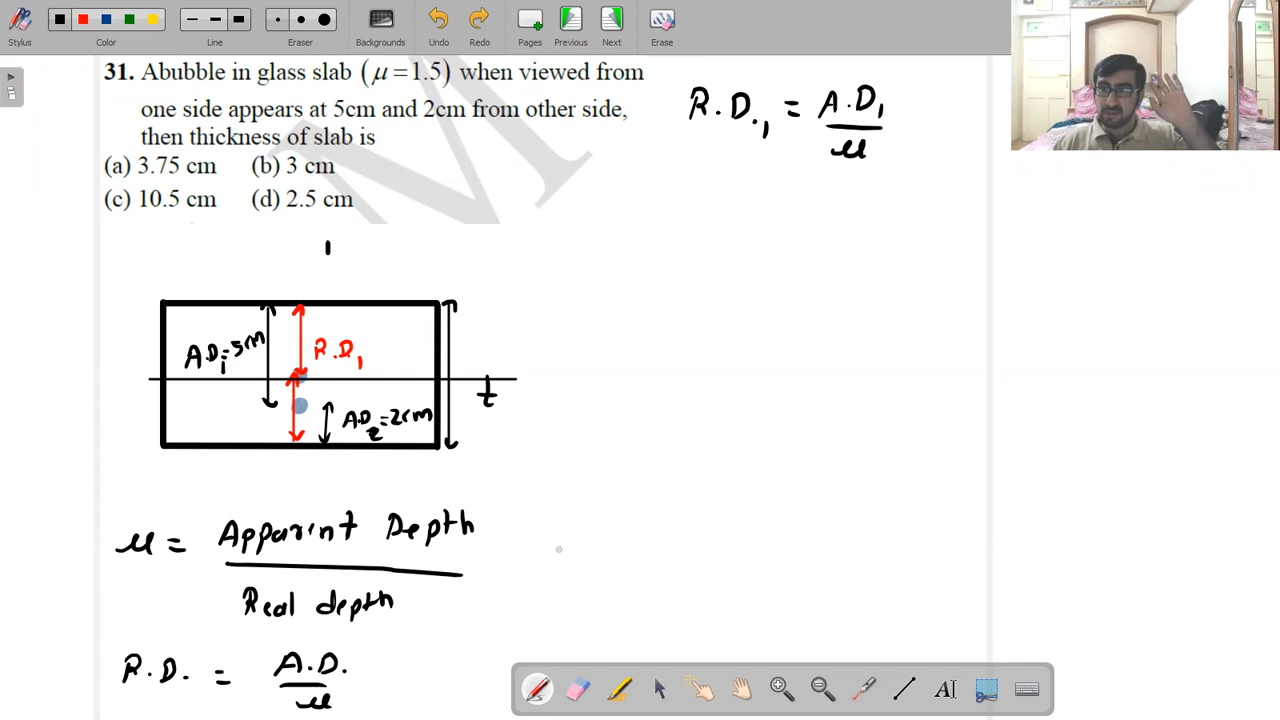 Stylus
Color
Line
Eraser
Backgrounds
Undo
Redo
Pages
Previous
Next
Erase
31. Abubble in glass slab (μ = 1.5) when viewed from
one side appears at 5cm and 2cm from other side,
then thickness of slab is
(a) 3.75 cm (b) 3 cm
(c) 10.5 cm (d) 2.5 cm
R.D.₁ = A.D₁ / μ
A.D₁ = 5cm
R.D₁
A.D₂ = 2cm
t
μ = Apparint Depth / Real depth
R.D. = A.D. / μ